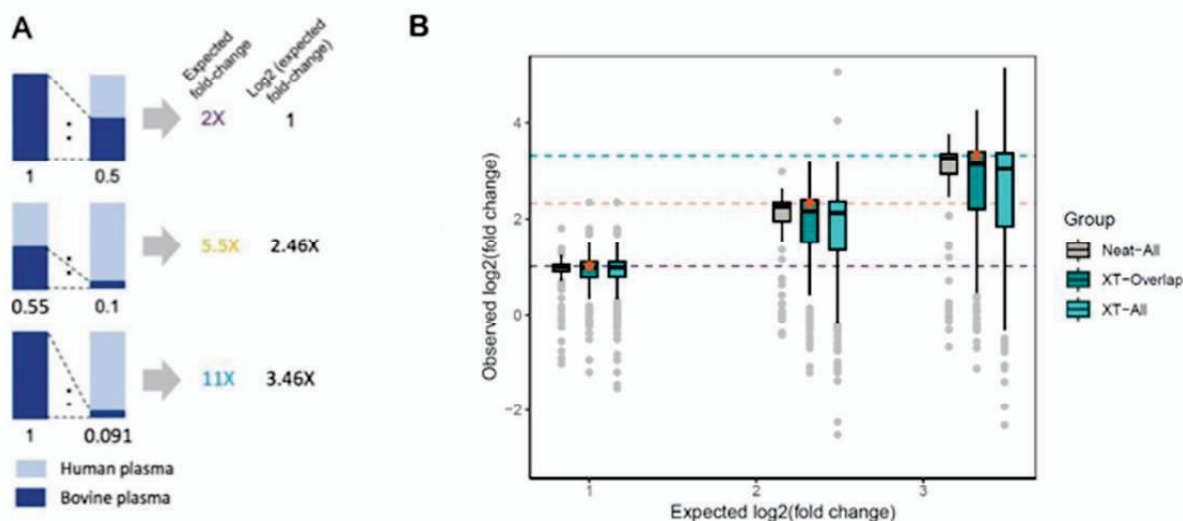 A
Expected
fold-change
Log2 (expected
fold-change)
2X
1
1
0.5
5.5X
2.46X
0.55
0.1
11X
3.46X
1
0.091
Human plasma
Bovine plasma
B
Observed log2(fold change)
4
2
0
−2
1
2
3
Expected log2(fold change)
Group
Neat−All
XT−Overlap
XT−All